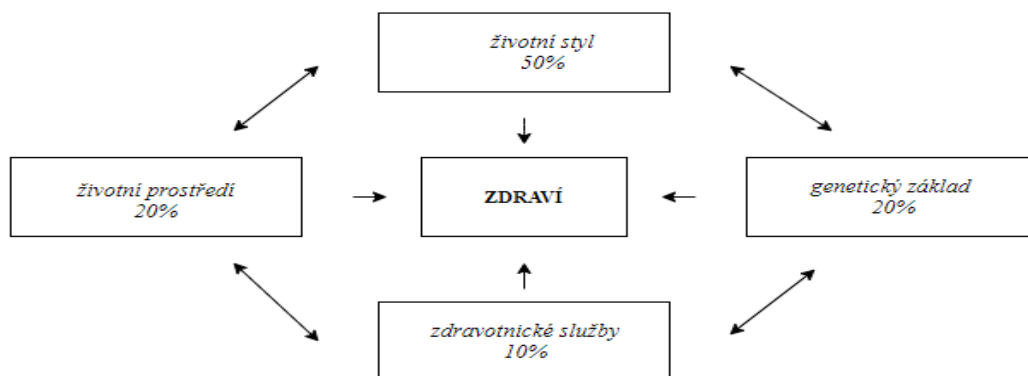 životní styl
50%
životní prostředí
20%
ZDRAVÍ
genetický základ
20%
zdravotnické služby
10%